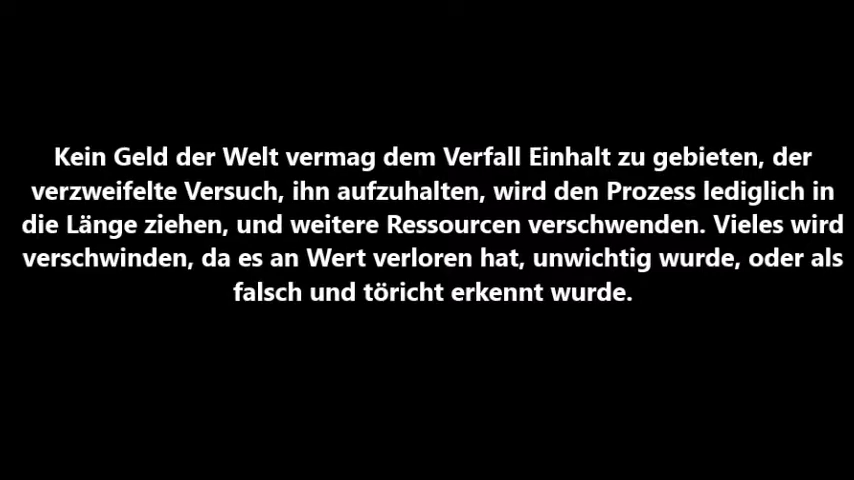 Kein Geld der Welt vermag dem Verfall Einhalt zu gebieten, der
verzweifelte Versuch, ihn aufzuhalten, wird den Prozess lediglich in
die Länge ziehen, und weitere Ressourcen verschwenden. Vieles wird
verschwinden, da es an Wert verloren hat, unwichtig wurde, oder als
falsch und töricht erkennt wurde.